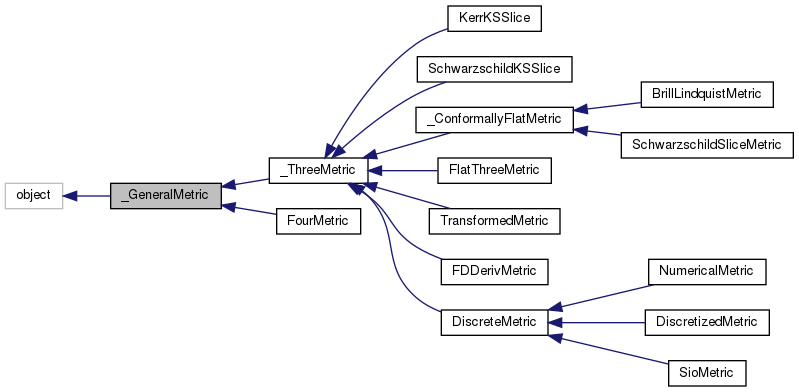 object
_GeneralMetric
_ThreeMetric
FourMetric
KerrKSSlice
SchwarzschildKSSlice
_ConformallyFlatMetric
FlatThreeMetric
TransformedMetric
FDDerivMetric
DiscreteMetric
BrillLindquistMetric
SchwarzschildSliceMetric
NumericalMetric
DiscretizedMetric
SioMetric